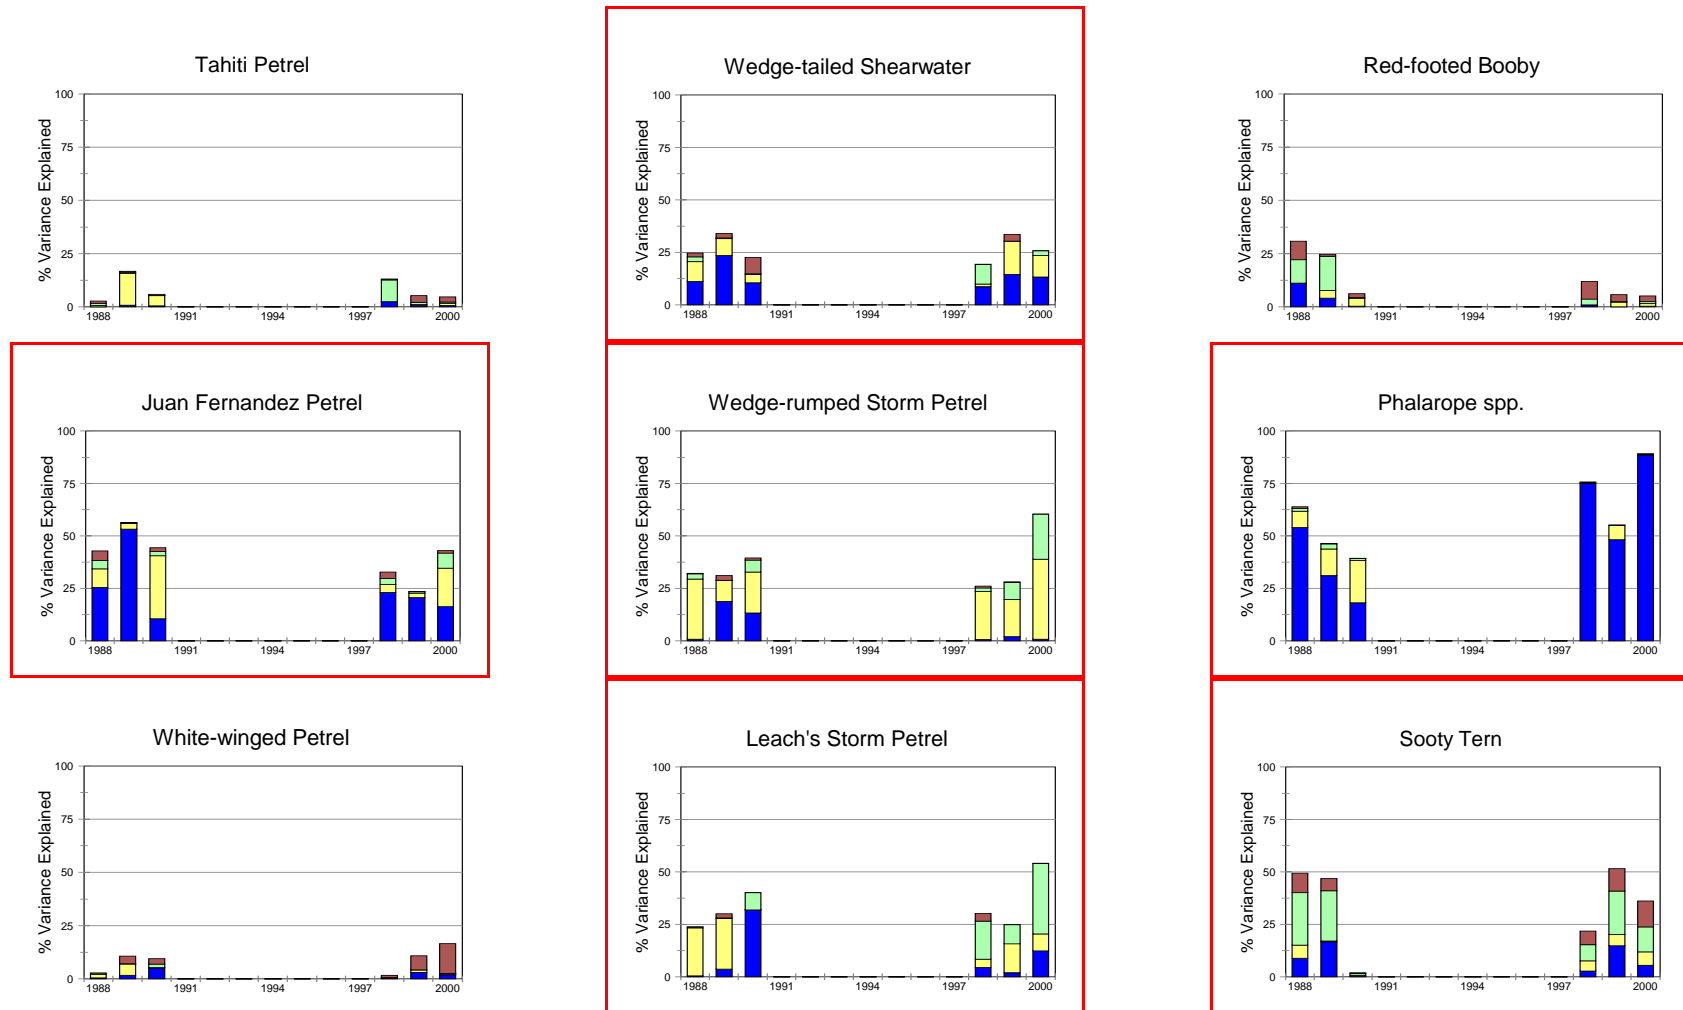 Tahiti Petrel
% Variance Explained
100
75
50
25
0
1988 1991 1994 1997 2000
Wedge-tailed Shearwater
% Variance Explained
100
75
50
25
0
1988 1991 1994 1997 2000
Red-footed Booby
% Variance Explained
100
75
50
25
0
1988 1991 1994 1997 2000
Juan Fernandez Petrel
% Variance Explained
100
75
50
25
0
1988 1991 1994 1997 2000
Wedge-rumped Storm Petrel
% Variance Explained
100
75
50
25
0
1988 1991 1994 1997 2000
Phalarope spp.
% Variance Explained
100
75
50
25
0
1988 1991 1994 1997 2000
White-winged Petrel
% Variance Explained
100
75
50
25
0
1988 1991 1994 1997 2000
Leach's Storm Petrel
% Variance Explained
100
75
50
25
0
1988 1991 1994 1997 2000
Sooty Tern
% Variance Explained
100
75
50
25
0
1988 1991 1994 1997 2000